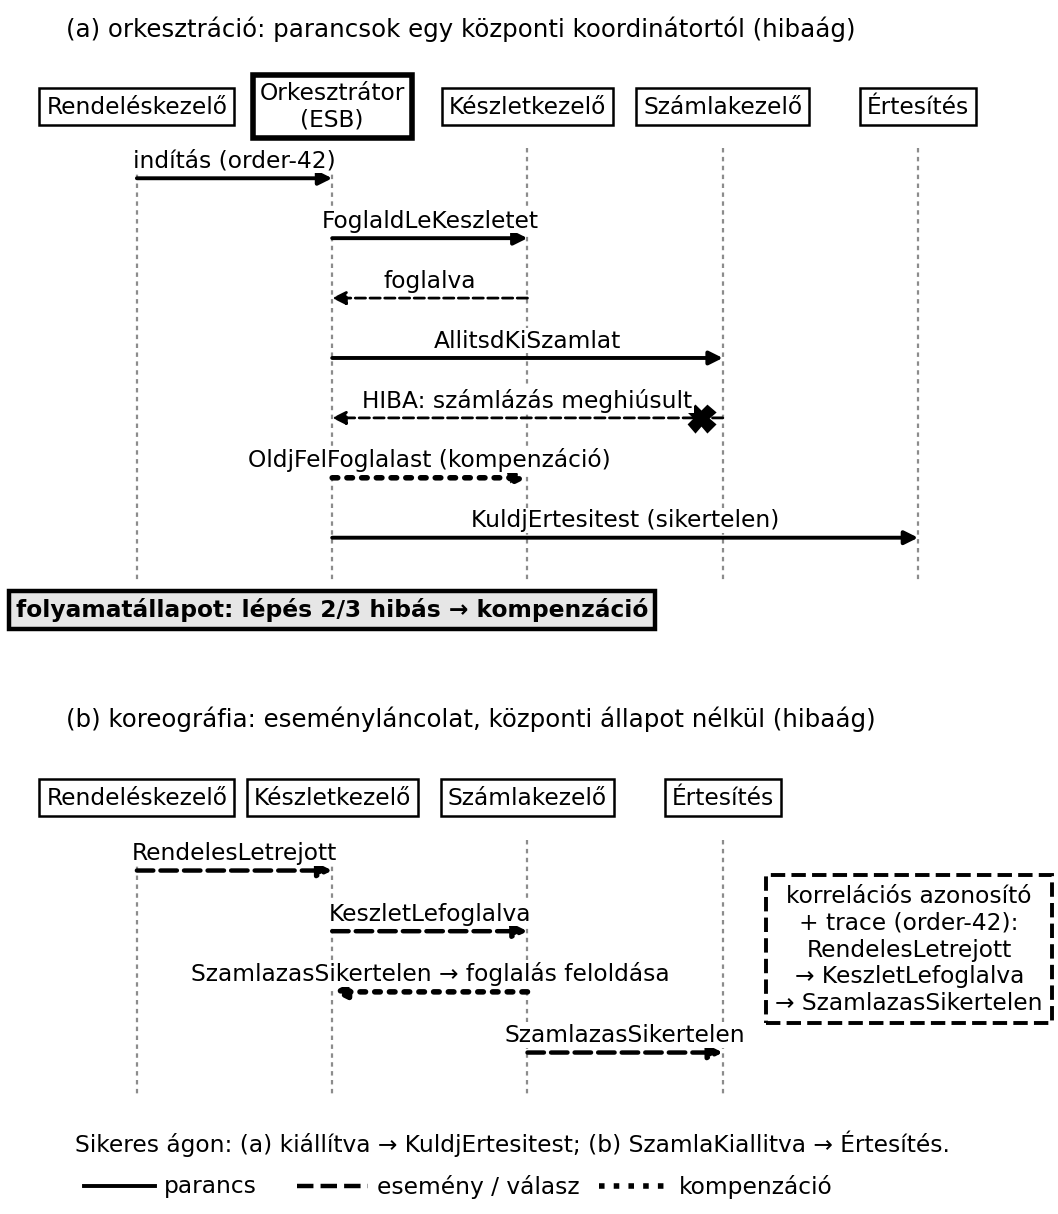 (a) orkesztráció: parancsok egy központi koordinátortól (hibaág)
Rendeléskezelő
Orkesztrátor
(ESB)
Készletkezelő
Számlakezelő
Értesítés
indítás (order-42)
FoglaldLeKeszletet
foglalva
AllitsdKiSzamlat
HIBA: számlázás meghiúsult
OldjFelFoglalast (kompenzáció)
KuldjErtesitest (sikertelen)
folyamatállapot: lépés 2/3 hibás → kompenzáció
(b) koreográfia: eseményláncolat, központi állapot nélkül (hibaág)
Rendeléskezelő
Készletkezelő
Számlakezelő
Értesítés
RendelesLetrejott
KeszletLefoglalva
SzamlazasSikertelen → foglalás feloldása
SzamlazasSikertelen
korrelációs azonosító
+ trace (order-42):
RendelesLetrejott
→ KeszletLefoglalva
→ SzamlazasSikertelen
Sikeres ágon: (a) kiállítva → KuldjErtesitest; (b) SzamlaKiallitva → Értesítés.
parancs
esemény / válasz
kompenzáció